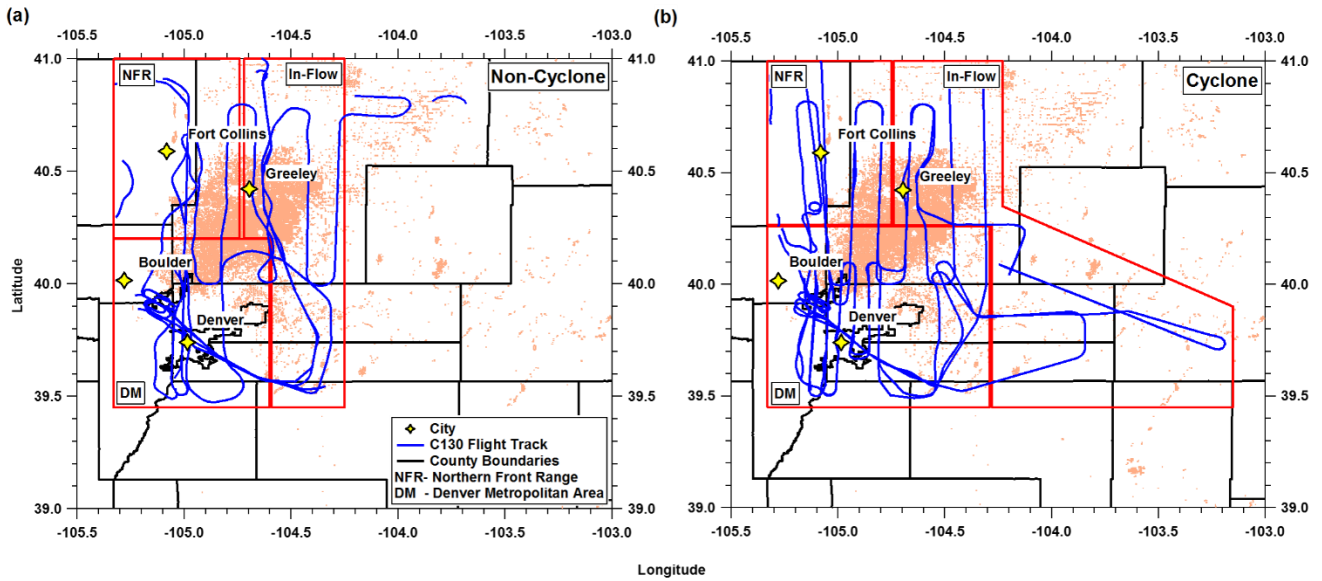 (a)
-105.5 -105.0 -104.5 -104.0 -103.5 -103.0
41.0 41.0
NFR In-Flow Non-Cyclone
Fort Collins
40.5 40.5
Greeley
Latitude
Boulder
40.0 40.0
Denver
39.5 39.5
DM
City
C130 Flight Track
County Boundaries
NFR- Northern Front Range
DM - Denver Metropolitan Area
39.0 39.0
-105.5 -105.0 -104.5 -104.0 -103.5 -103.0
(b)
-105.5 -105.0 -104.5 -104.0 -103.5 -103.0
41.0 41.0
NFR In-Flow Cyclone
Fort Collins
40.5 40.5
Greeley
Boulder
40.0 40.0
Denver
39.5 39.5
DM
39.0 39.0
-105.5 -105.0 -104.5 -104.0 -103.5 -103.0
Longitude